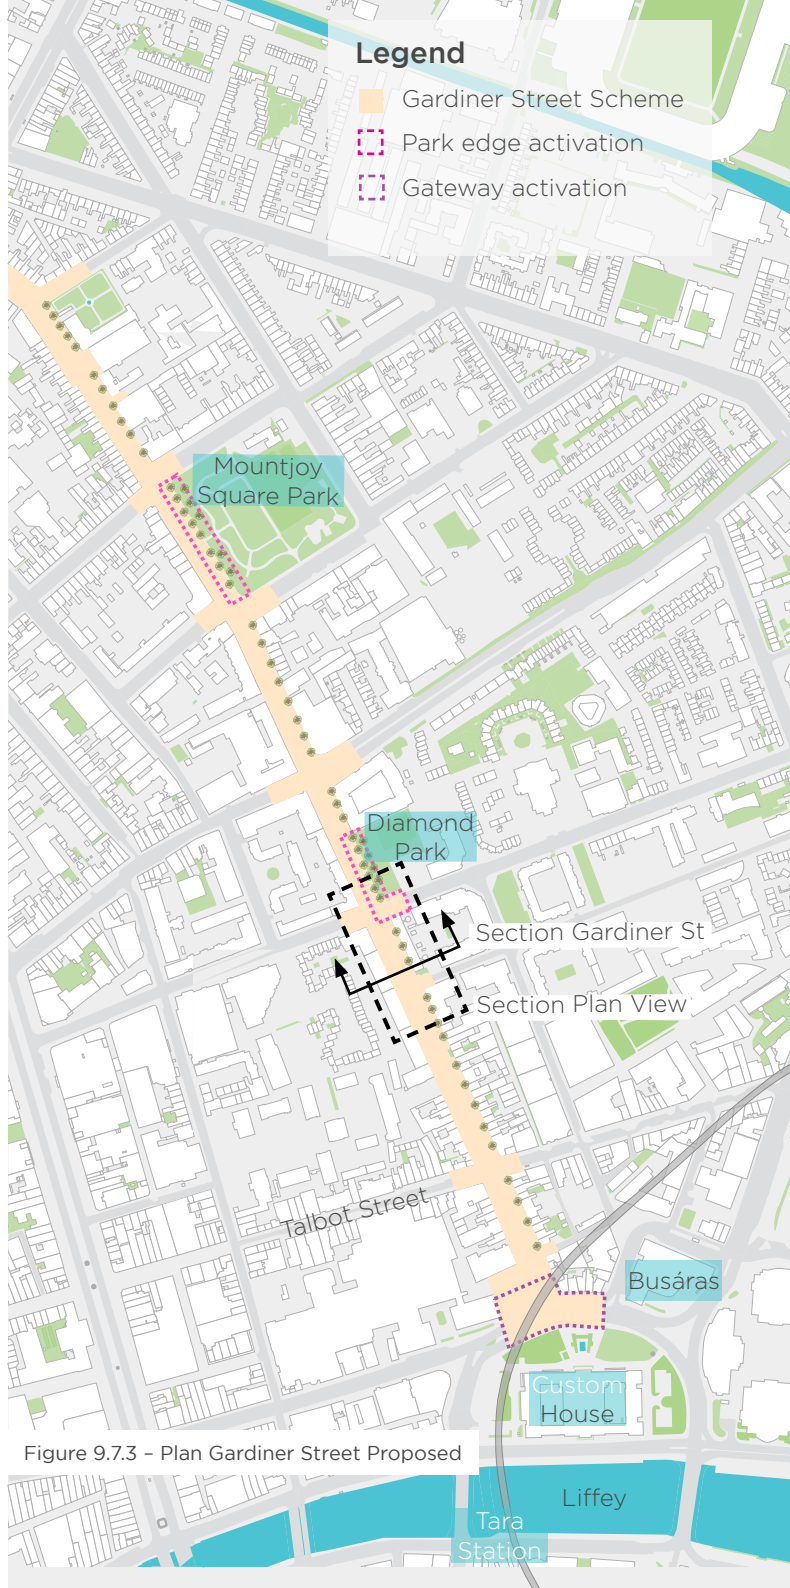 Legend
Gardiner Street Scheme
Park edge activation
Gateway activation
Mountjoy
Square Park
Diamond
Park
Section Gardiner St
Section Plan View
Talbot Street
Busáras
Custom
House
Figure 9.7.3 – Plan Gardiner Street Proposed
Liffey
Tara
Station